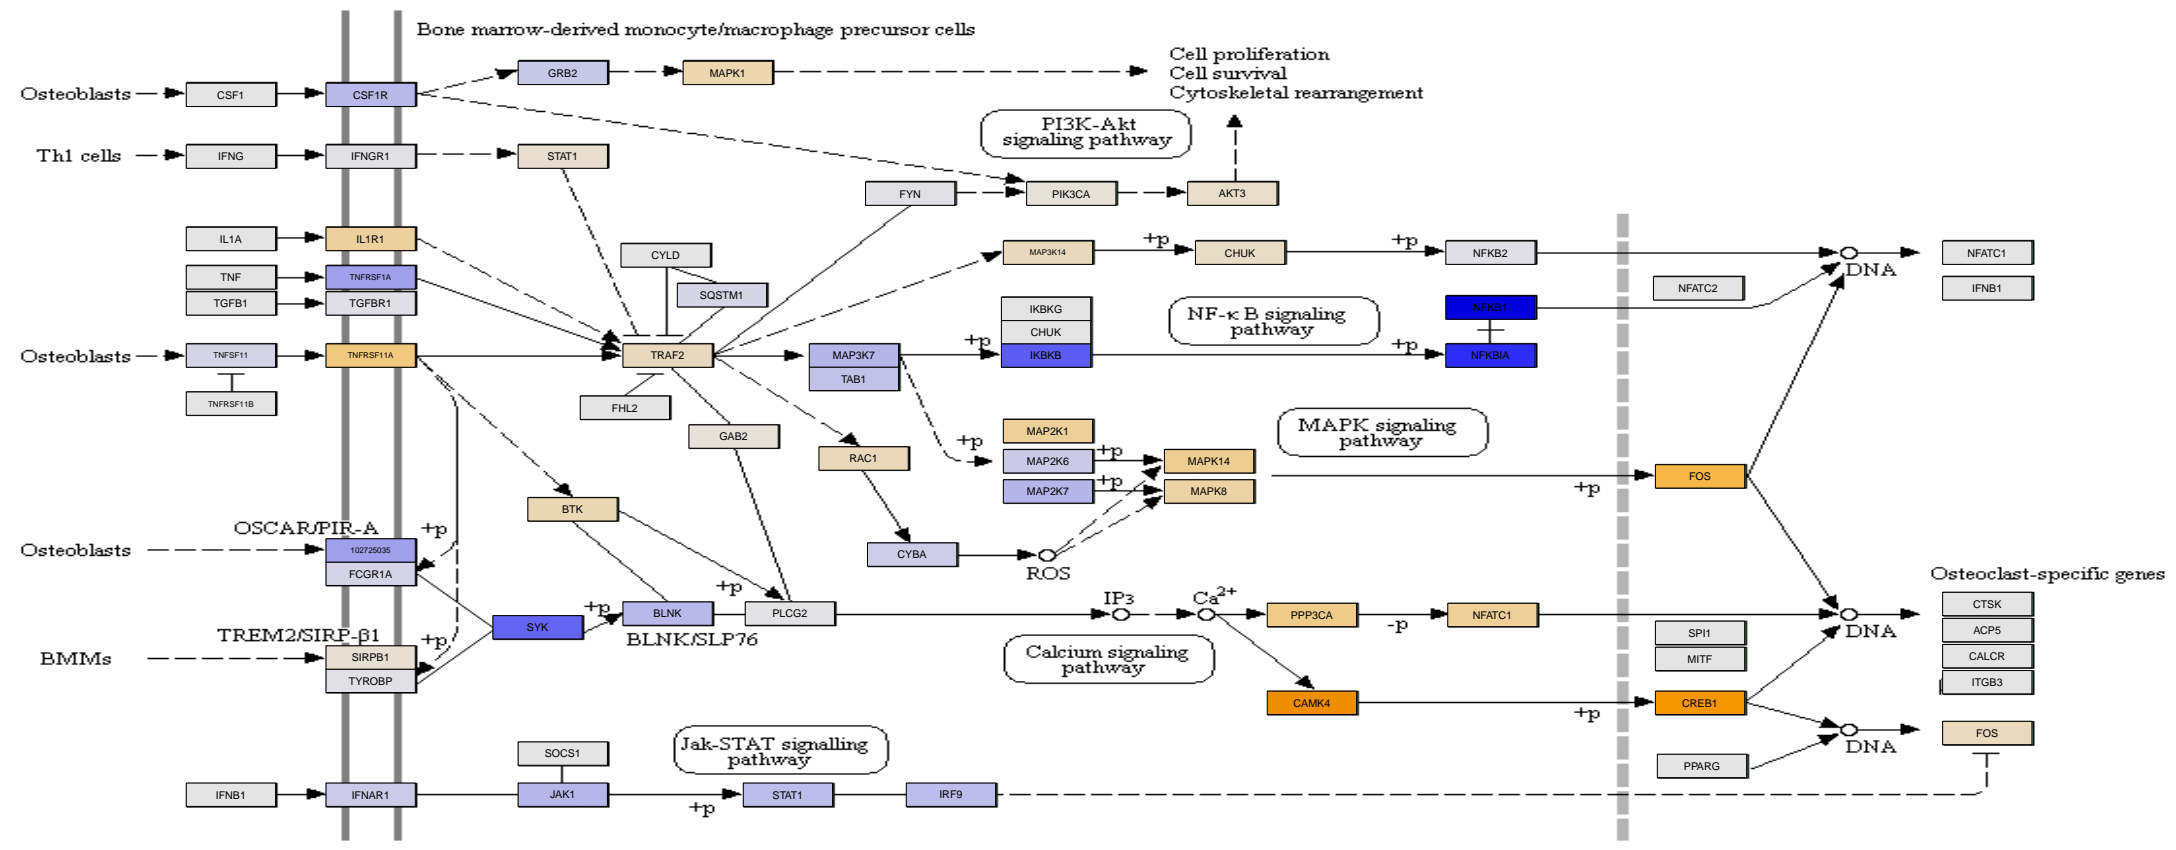 Bone marrow-derived monocyte/macrophage precursor cells
Cell proliferation
Cell survival
Cytoskeletal rearrangement
GRB2
MAPK1
Osteoblasts
CSF1
CSF1R
PI3K-Akt
signaling pathway
Th1 cells
IFNG
IFNGR1
STAT1
FYN
PIK3CA
AKT3
IL1A
IL1R1
CYLD
MAP3K14
+p
CHUK
+p
NFKB2
DNA
NFATC1
TNF
TNFRSF1A
SQSTM1
NFATC2
IFNB1
TGFB1
TGFBR1
IKBKG
CHUK
IKBKB
NF-κ B signaling
pathway
NFKB1
Osteoblasts
TNFSF11
TNFRSF11A
TRAF2
MAP3K7
TAB1
+p
+p
NFKBIA
TNFRSF11B
FHL2
GAB2
RAC1
MAP2K1
MAPK signaling
pathway
+p
MAP2K6
+p
MAPK14
MAP2K7
+p
MAPK8
+p
FOS
BTK
OSCAR/PIR-A
+p
Osteoblasts
102725035
FCGR1A
CYBA
ROS
Osteoclast-specific genes
SYK
+p
BLNK
BLNK/SLP76
+p
PLCG2
IP3
Ca2+
PPP3CA
-p
NFATC1
DNA
CTSK
ACP5
CALCR
ITGB3
SPI1
MITF
TREM2/SIRP-β1
+p
BMMs
SIRPB1
TYROBP
Calcium signaling
pathway
CAMK4
+p
CREB1
DNA
FOS
PPARG
SOCS1
Jak-STAT signalling
pathway
IFNB1
IFNAR1
JAK1
+p
STAT1
IRF9